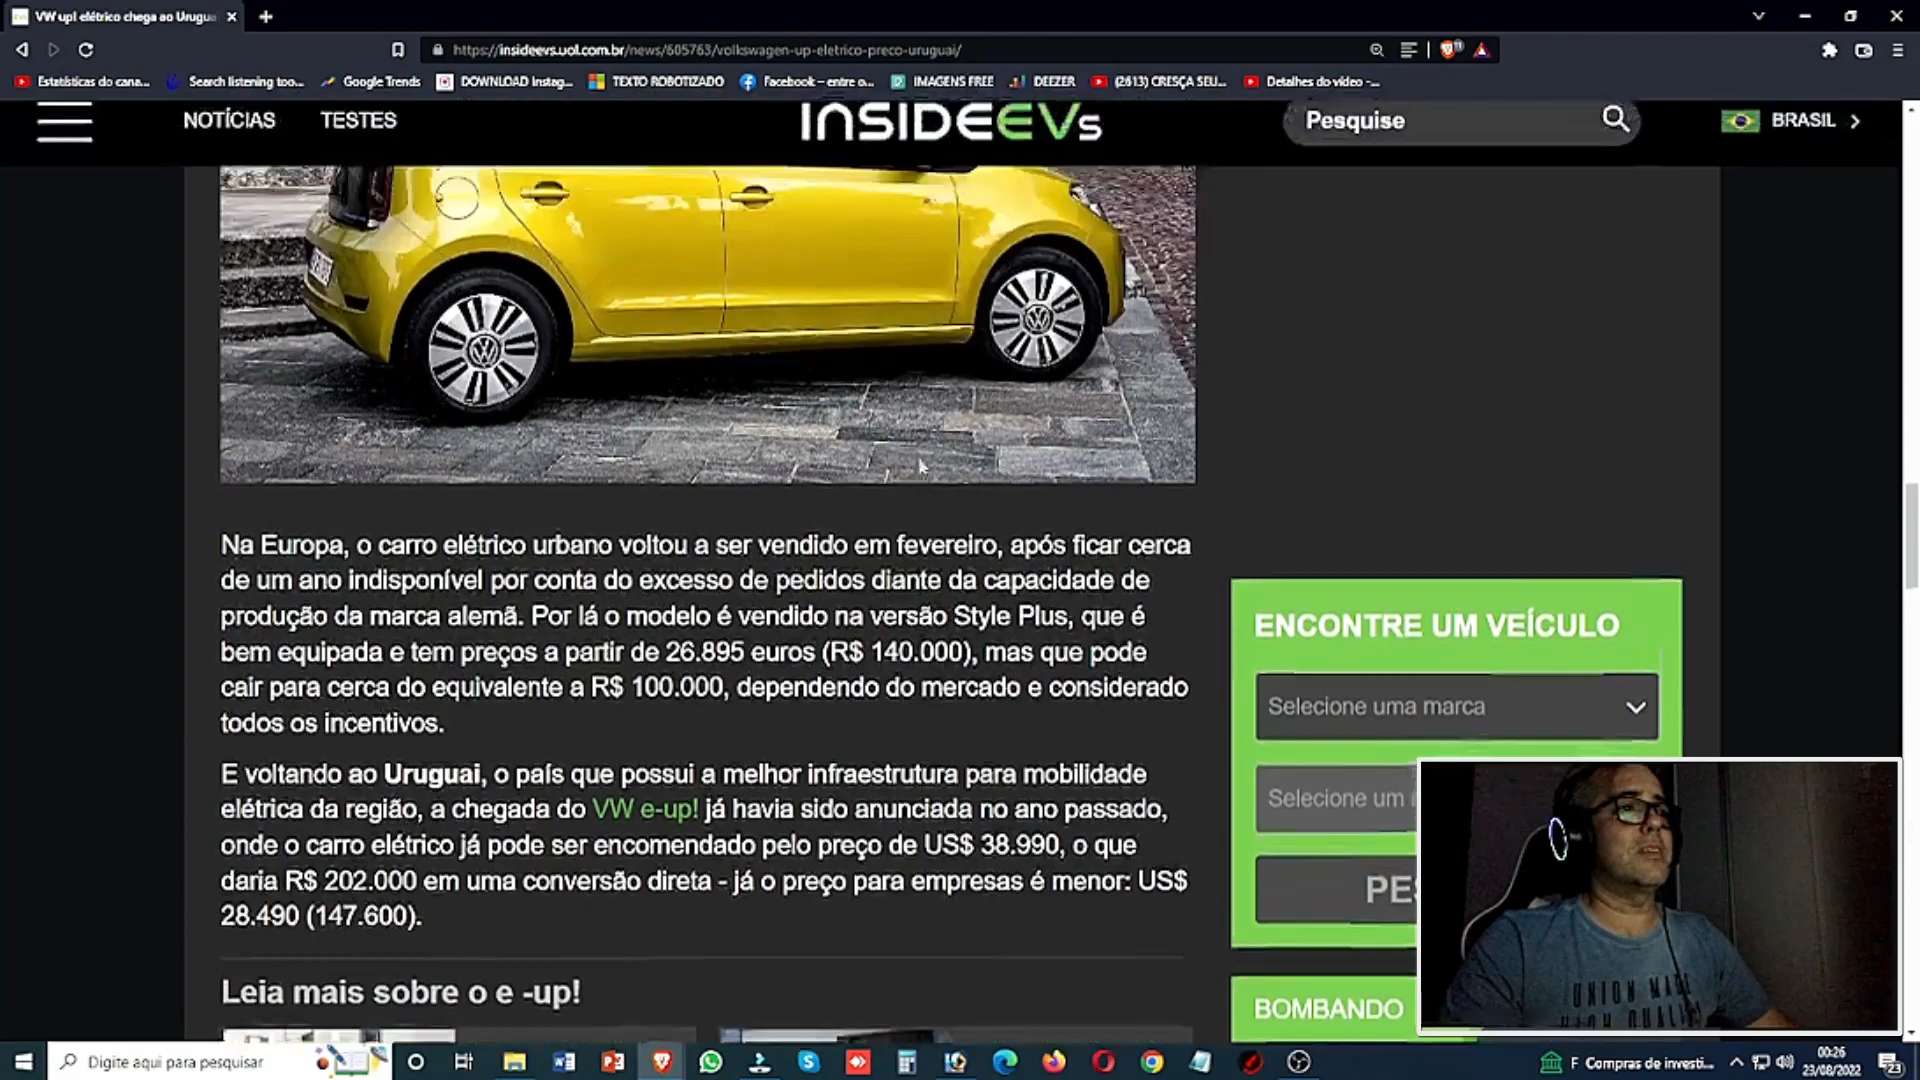 VW up! elétrico chega ao Urugua
https://insideevs.uol.com.br/news/605763/volkswagen-up-eletrico-preco-uruguai/
Estatísticas do cana... Search listening too... Google Trends DOWNLOAD Instag... TEXTO ROBOTIZADO Facebook – entre o... IMAGENS FREE DEEZER (2613) CRESÇA SEU... Detalhes do vídeo -...
NOTÍCIAS TESTES INSIDEEVs Pesquise BRASIL
Na Europa, o carro elétrico urbano voltou a ser vendido em fevereiro, após ficar cerca
de um ano indisponível por conta do excesso de pedidos diante da capacidade de
produção da marca alemã. Por lá o modelo é vendido na versão Style Plus, que é
bem equipada e tem preços a partir de 26.895 euros (R$ 140.000), mas que pode
cair para cerca do equivalente a R$ 100.000, dependendo do mercado e considerado
todos os incentivos.
E voltando ao Uruguai, o país que possui a melhor infraestrutura para mobilidade
elétrica da região, a chegada do VW e-up! já havia sido anunciada no ano passado,
onde o carro elétrico já pode ser encomendado pelo preço de US$ 38.990, o que
daria R$ 202.000 em uma conversão direta - já o preço para empresas é menor: US$
28.490 (147.600).
Leia mais sobre o e -up!
ENCONTRE UM VEÍCULO
Selecione uma marca
Selecione um
PES
BOMBANDO
UNION MADE
HIGH QUALITY
Digite aqui para pesquisar
F Compras de investi...
00:26
23/08/2022
23